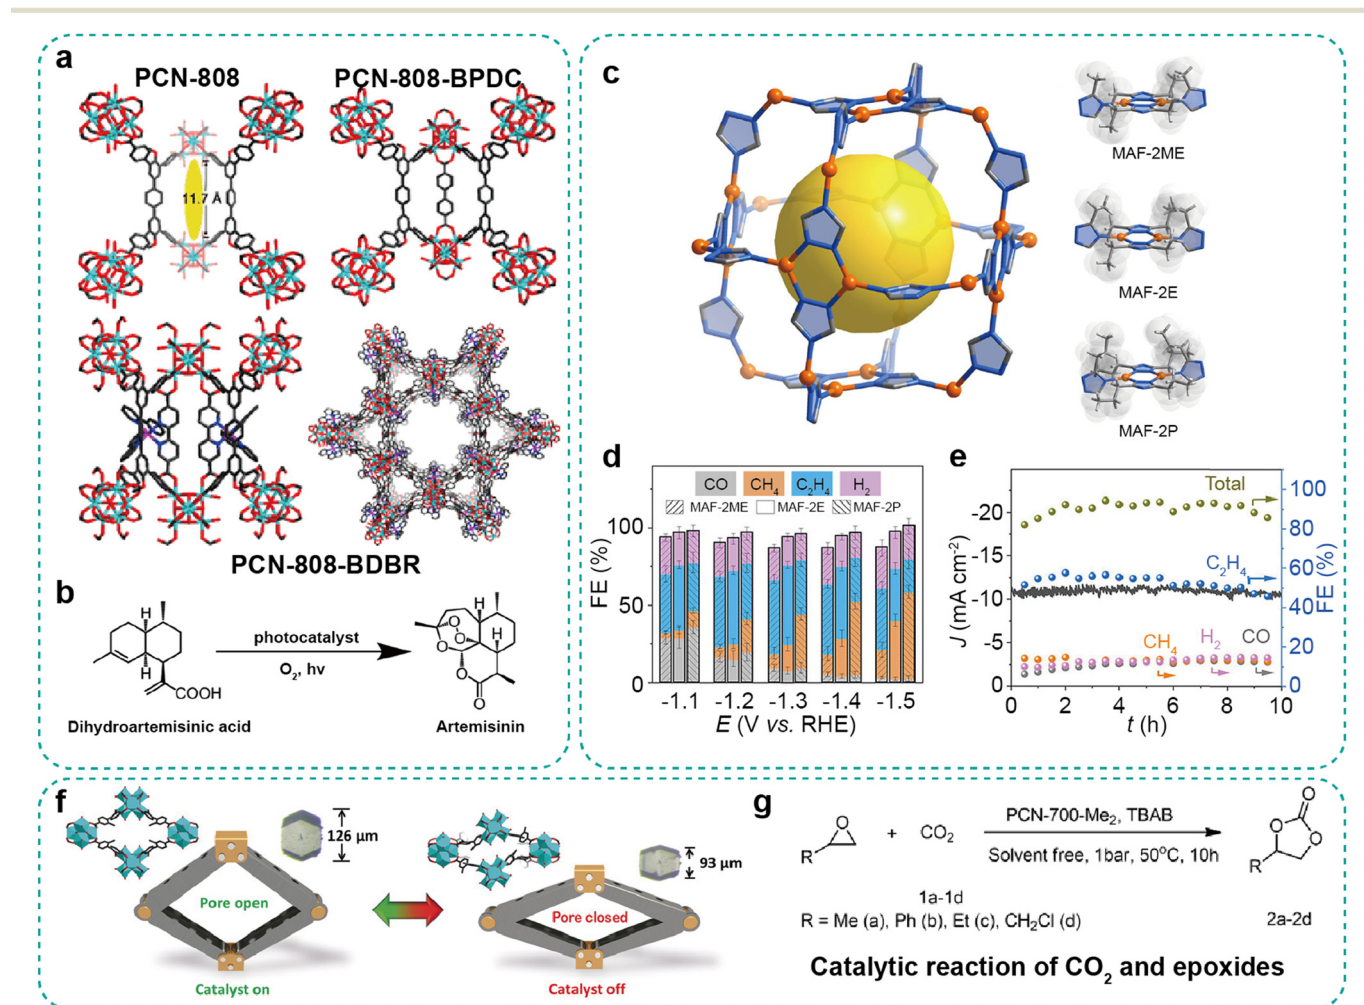 a
PCN-808
PCN-808-BPDC
11.7 Å
PCN-808-BDBR
b
photocatalyst
O2, hv
H
H
COOH
Dihydroartemisinic acid
H
O
O
O
H
O
O
Artemisinin
c
MAF-2ME
MAF-2E
MAF-2P
d
CO CH4 C2H4 H2
MAF-2ME MAF-2E MAF-2P
FE (%)
100
50
0
-1.1 -1.2 -1.3 -1.4 -1.5
E (V vs. RHE)
e
Total
C2H4
CH4 H2 CO
J (mA cm-2)
-20
-15
-10
-5
0
0 2 4 6 8 10
t (h)
100
80
60
40
20
0
FE (%)
f
126 µm
Pore open
Catalyst on
93 µm
Pore closed
Catalyst off
g
O
R
+ CO2
PCN-700-Me2, TBAB
Solvent free, 1bar, 50oC, 10h
O
O
O
R
1a-1d
R = Me (a), Ph (b), Et (c), CH2Cl (d)
2a-2d
Catalytic reaction of CO2 and epoxides